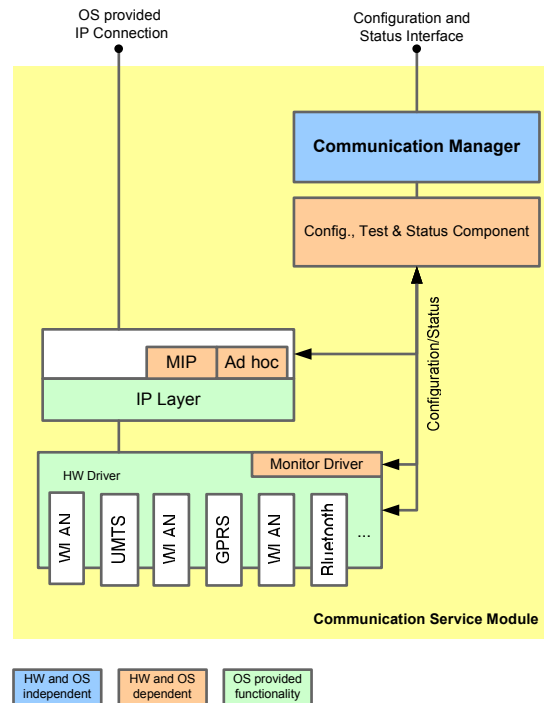 OS provided
IP Connection
Configuration and
Status Interface
Communication Manager
Config., Test & Status Component
Configuration/Status
MIP
Ad hoc
IP Layer
Monitor Driver
HW Driver
WLAN
UMTS
WLAN
GPRS
WLAN
Bluetooth
...
Communication Service Module
HW and OS
independent
HW and OS
dependent
OS provided
functionality